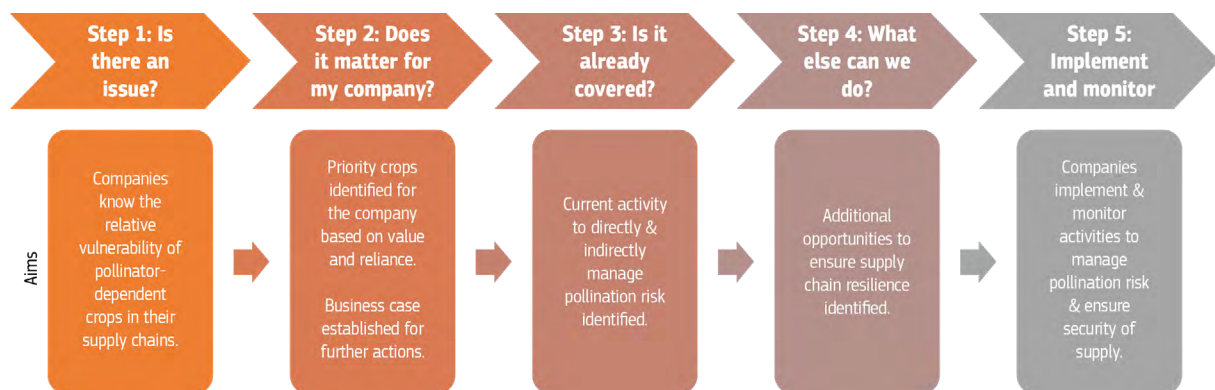 Step 1: Is
there an
issue?
Step 2: Does
it matter for
my company?
Step 3: Is it
already
covered?
Step 4: What
else can we
do?
Step 5:
Implement
and monitor
Aims
Companies
know the
relative
vulnerability of
pollinator-
dependent
crops in their
supply chains.
Priority crops
identified for
the company
based on value
and reliance.
Business case
established for
further actions.
Current activity
to directly &
indirectly
manage
pollination risk
identified.
Additional
opportunities to
ensure supply
chain resilience
identified.
Companies
implement &
monitor
activities to
manage
pollination risk
& ensure
security of
supply.